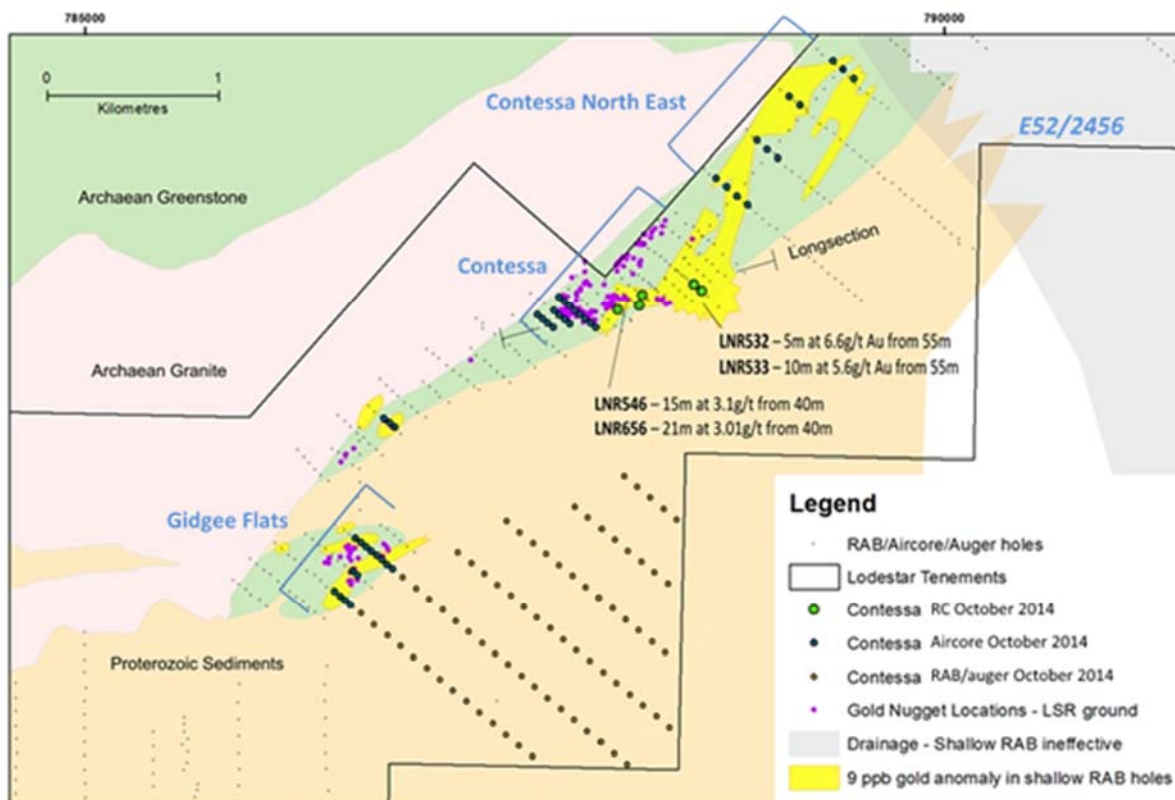 785000
790000
0 1
Kilometres
Contessa North East
E52/2456
Archaean Greenstone
Contessa
Longsection
LNR532 – 5m at 6.6g/t Au from 55m
LNR533 – 10m at 5.6g/t Au from 55m
Archaean Granite
LNR546 – 15m at 3.1g/t from 40m
LNR656 – 21m at 3.01g/t from 40m
Gidgee Flats
Proterozoic Sediments
Legend
RAB/Aircore/Auger holes
Lodestar Tenements
Contessa RC October 2014
Contessa Aircore October 2014
Contessa RAB/auger October 2014
Gold Nugget Locations - LSR ground
Drainage - Shallow RAB ineffective
9 ppb gold anomaly in shallow RAB holes